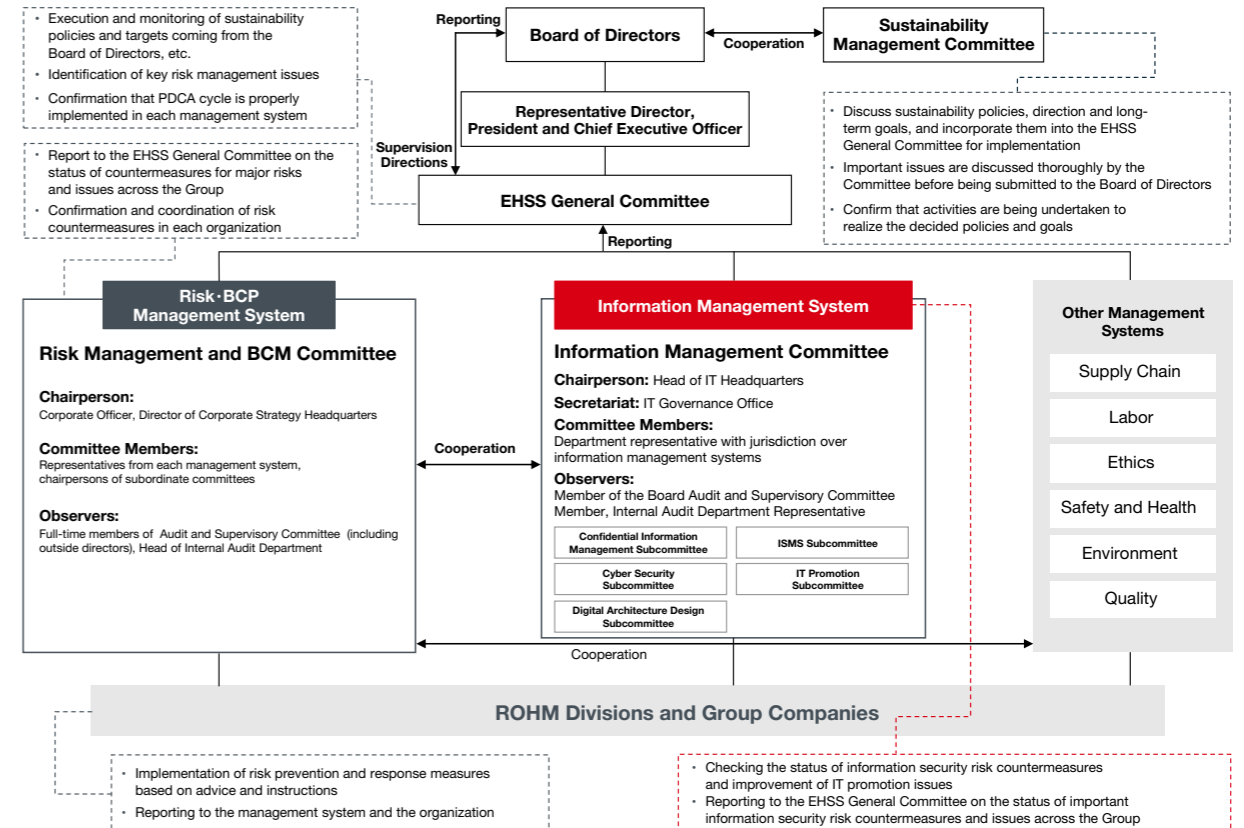 ・ Execution and monitoring of sustainability
policies and targets coming from the
Board of Directors, etc.
・ Identification of key risk management issues
・ Confirmation that PDCA cycle is properly
implemented in each management system
・ Report to the EHSS General Committee on the
status of countermeasures for major risks
and issues across the Group
・ Confirmation and coordination of risk
countermeasures in each organization
Reporting
Board of Directors
Cooperation
Sustainability
Management Committee
Representative Director,
President and Chief Executive Officer
Supervision
Directions
EHSS General Committee
Reporting
・ Discuss sustainability policies, direction and long-
term goals, and incorporate them into the EHSS
General Committee for implementation
・ Important issues are discussed thoroughly by the
Committee before being submitted to the Board of Directors
・ Confirm that activities are being undertaken to
realize the decided policies and goals
Risk・BCP
Management System
Risk Management and BCM Committee
Chairperson:
Corporate Officer, Director of Corporate Strategy Headquarters
Committee Members:
Representatives from each management system,
chairpersons of subordinate committees
Observers:
Full-time members of Audit and Supervisory Committee (including
outside directors), Head of Internal Audit Department
Cooperation
Information Management System
Information Management Committee
Chairperson: Head of IT Headquarters
Secretariat: IT Governance Office
Committee Members:
Department representative with jurisdiction over
information management systems
Observers:
Member of the Board Audit and Supervisory Committee
Member, Internal Audit Department Representative
Confidential Information
Management Subcommittee
ISMS Subcommittee
Cyber Security
Subcommittee
IT Promotion
Subcommittee
Digital Architecture Design
Subcommittee
Other Management
Systems
Supply Chain
Labor
Ethics
Safety and Health
Environment
Quality
Cooperation
ROHM Divisions and Group Companies
・ Implementation of risk prevention and response measures
based on advice and instructions
・ Reporting to the management system and the organization
・ Checking the status of information security risk countermeasures
and improvement of IT promotion issues
・ Reporting to the EHSS General Committee on the status of important
information security risk countermeasures and issues across the Group